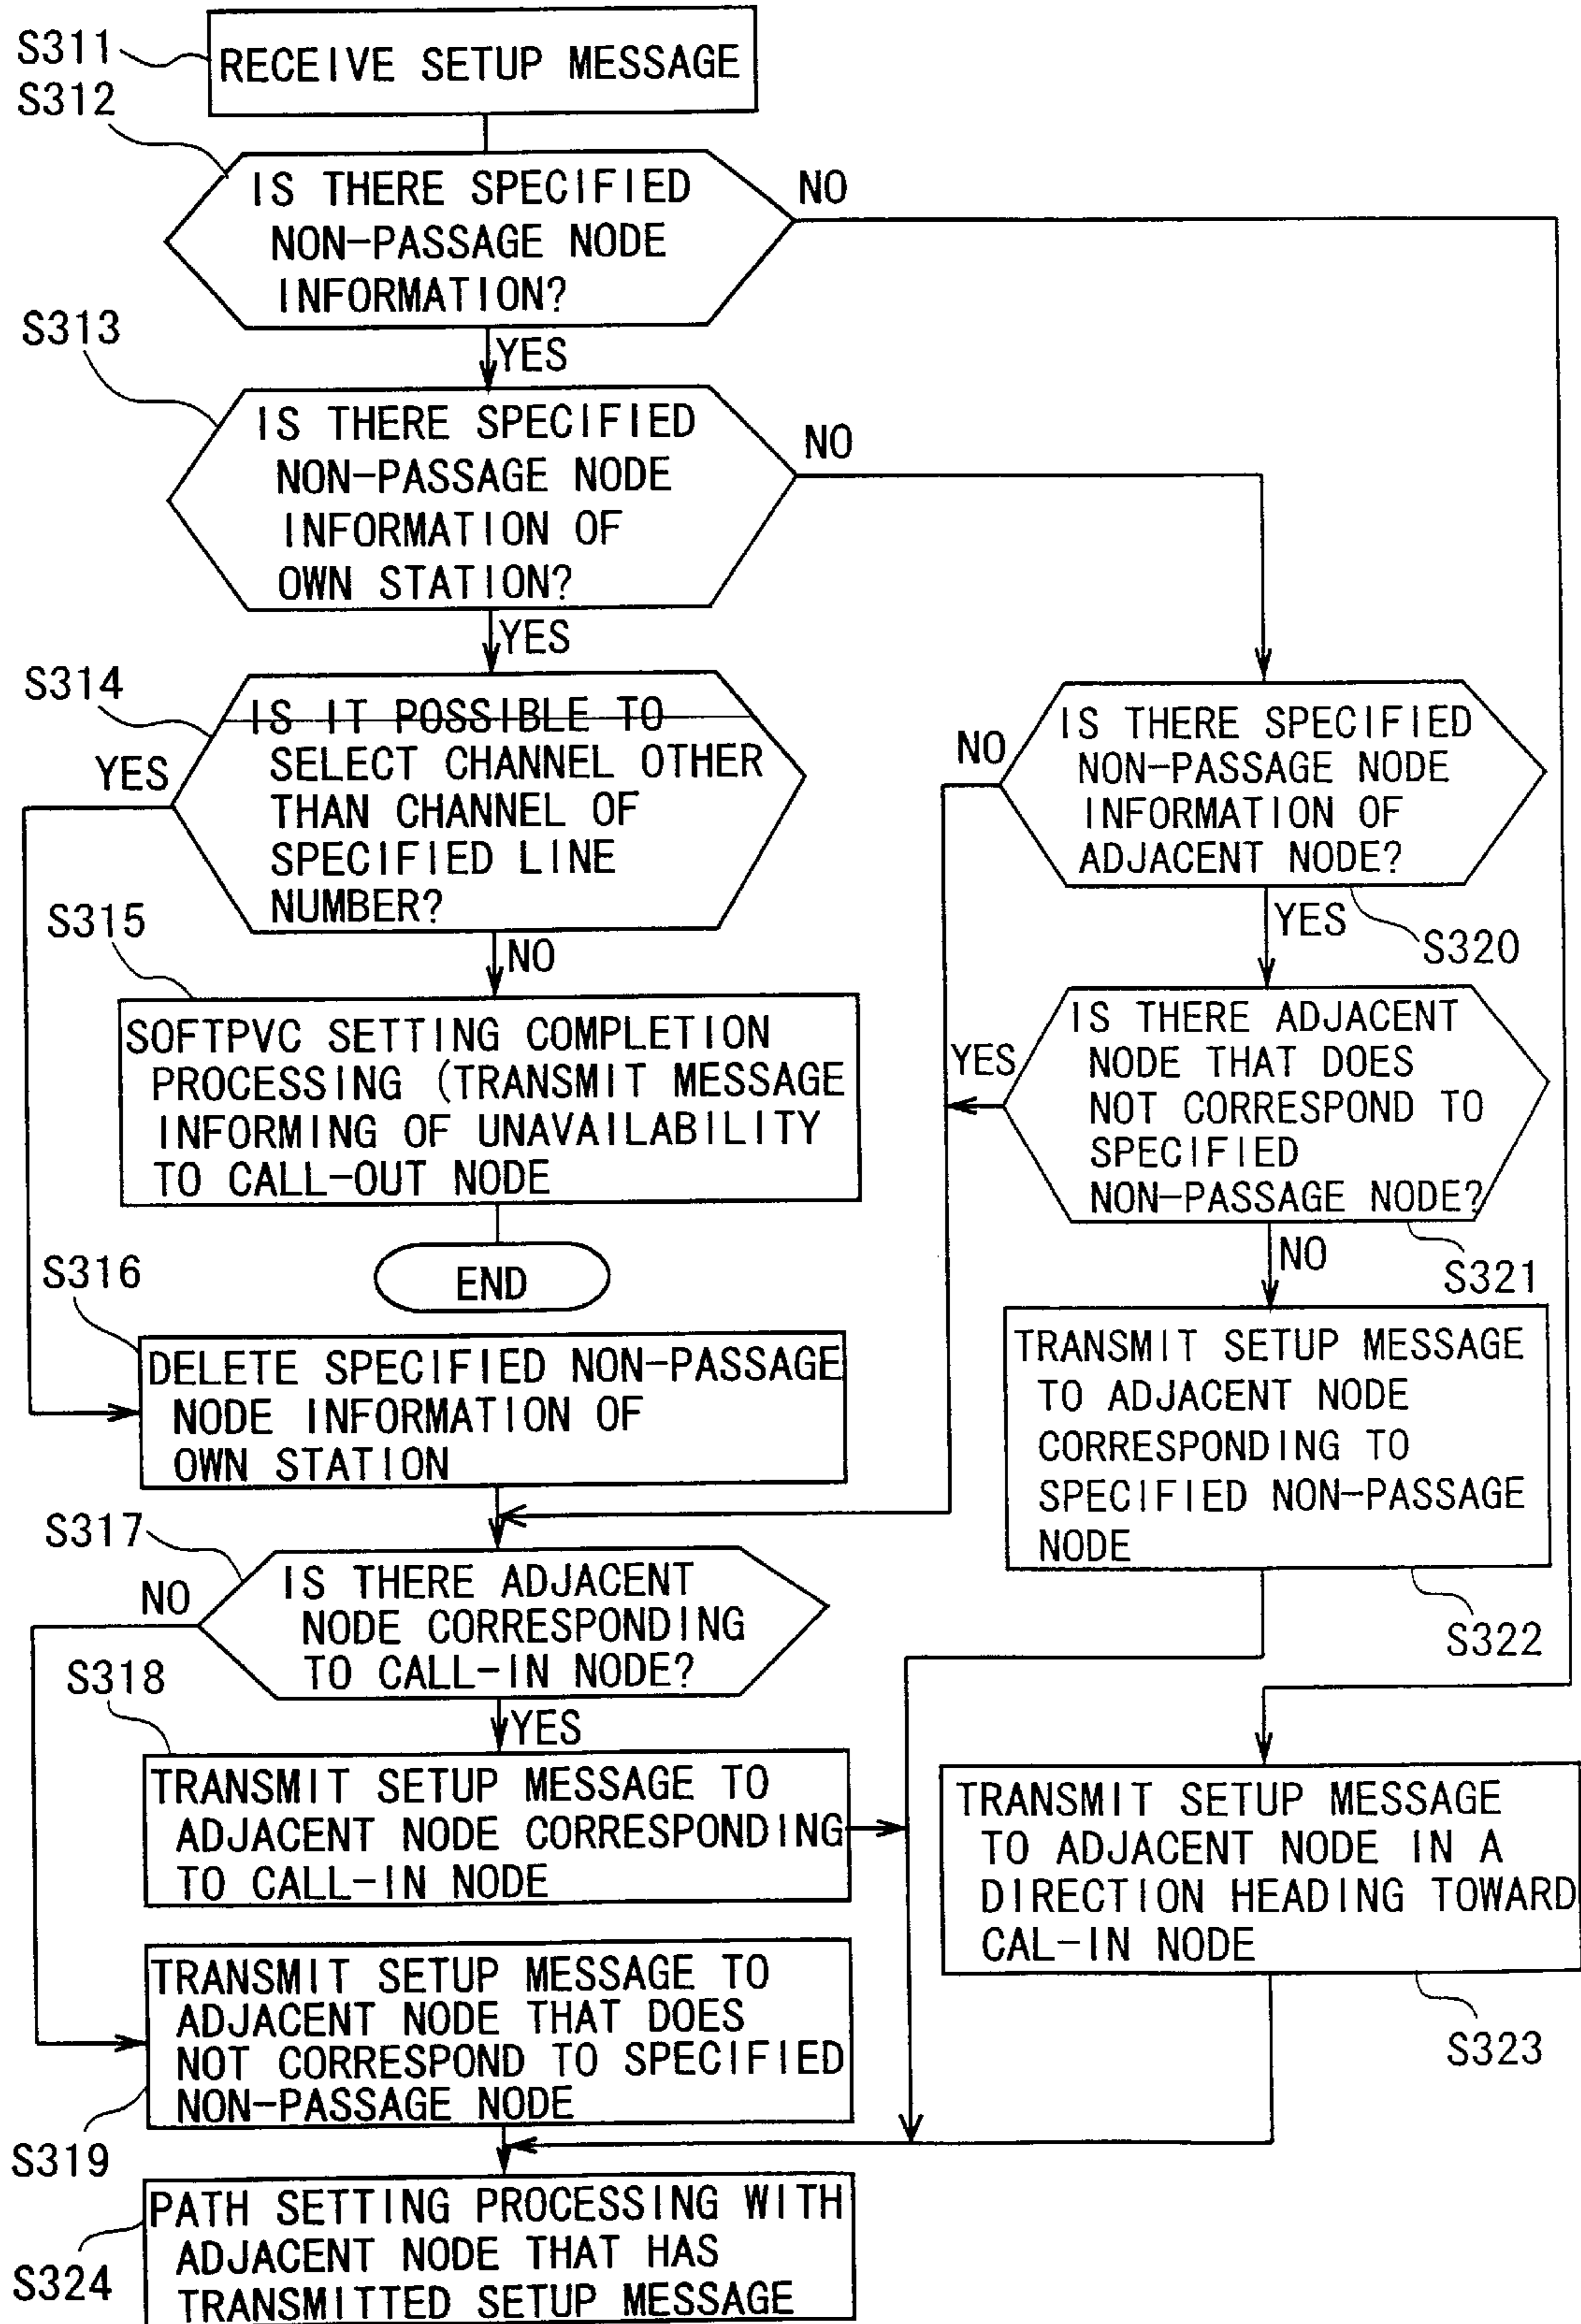 S311
RECEIVE SETUP MESSAGE
S312
IS THERE SPECIFIED
NON-PASSAGE NODE
INFORMATION?
NO
YES
S313
IS THERE SPECIFIED
NON-PASSAGE NODE
INFORMATION OF
OWN STATION?
NO
YES
S314
IS IT POSSIBLE TO
SELECT CHANNEL OTHER
THAN CHANNEL OF
SPECIFIED LINE
NUMBER?
YES
NO
S315
SOFTPVC SETTING COMPLETION
PROCESSING (TRANSMIT MESSAGE
INFORMING OF UNAVAILABILITY
TO CALL-OUT NODE
END
S316
DELETE SPECIFIED NON-PASSAGE
NODE INFORMATION OF
OWN STATION
S317
IS THERE ADJACENT
NODE CORRESPONDING
TO CALL-IN NODE?
NO
YES
S318
TRANSMIT SETUP MESSAGE TO
ADJACENT NODE CORRESPONDING
TO CALL-IN NODE
TRANSMIT SETUP MESSAGE TO
ADJACENT NODE THAT DOES
NOT CORRESPOND TO SPECIFIED
NON-PASSAGE NODE
S319
IS THERE SPECIFIED
NON-PASSAGE NODE
INFORMATION OF
ADJACENT NODE?
NO
YES
S320
IS THERE ADJACENT
NODE THAT DOES
NOT CORRESPOND TO
SPECIFIED
NON-PASSAGE NODE?
YES
NO
S321
TRANSMIT SETUP MESSAGE
TO ADJACENT NODE
CORRESPONDING TO
SPECIFIED NON-PASSAGE
NODE
S322
TRANSMIT SETUP MESSAGE
TO ADJACENT NODE IN A
DIRECTION HEADING TOWARD
CAL-IN NODE
S323
PATH SETTING PROCESSING WITH
ADJACENT NODE THAT HAS
TRANSMITTED SETUP MESSAGE
S324